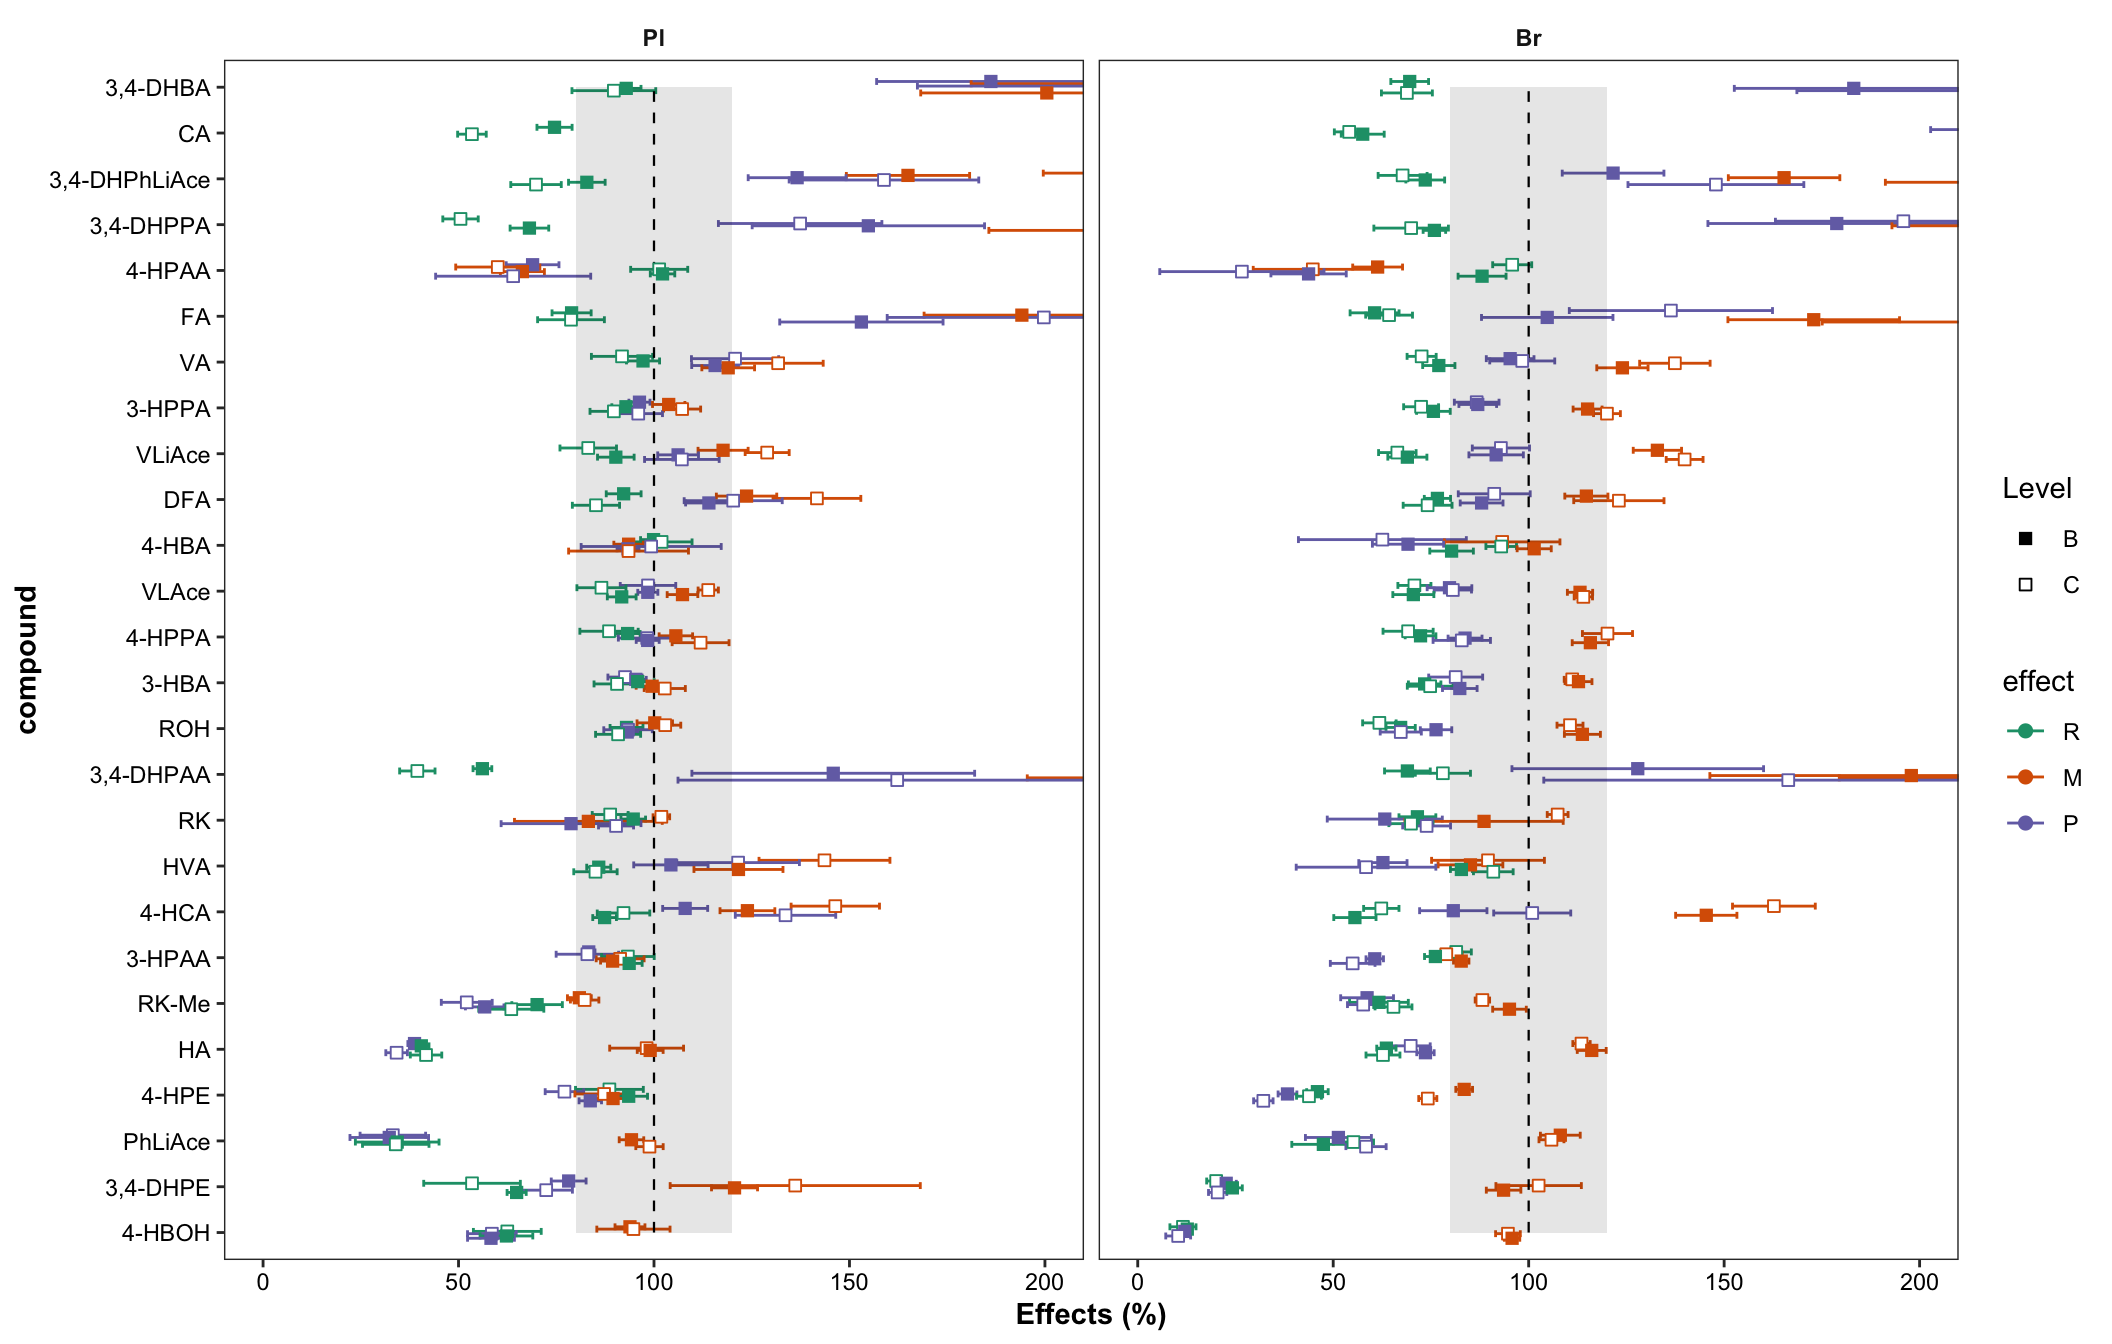 Pl
Br
3,4-DHBA
CA
3,4-DHPhLiAce
3,4-DHPPA
4-HPAA
FA
VA
3-HPPA
VLiAce
DFA
4-HBA
VLAce
4-HPPA
3-HBA
ROH
3,4-DHPAA
RK
HVA
4-HCA
3-HPAA
RK-Me
HA
4-HPE
PhLiAce
3,4-DHPE
4-HBOH
compound
0 50 100 150 200
0 50 100 150 200
Effects (%)
Level
B
C
effect
R
M
P